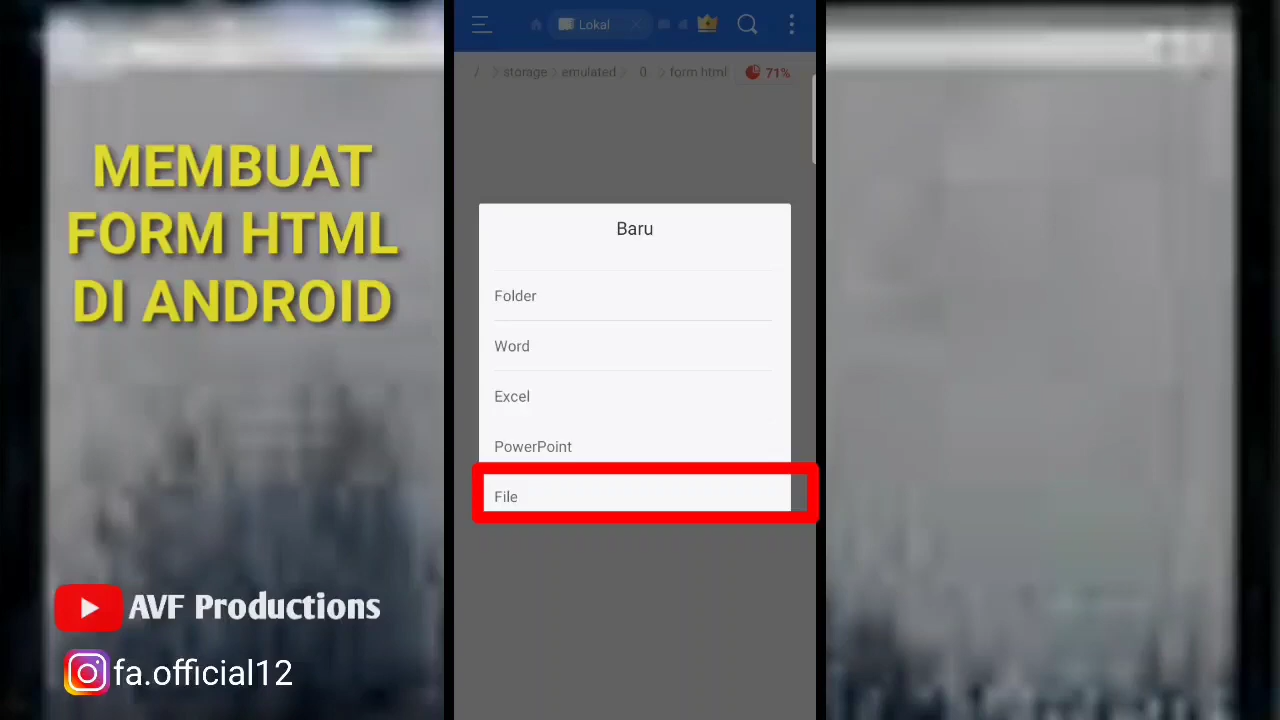 MEMBUAT
FORM HTML
DI ANDROID
AVF Productions
fa.official12
Lokal
/ storage emulated 0 form html 71%
Baru
Folder
Word
Excel
PowerPoint
File